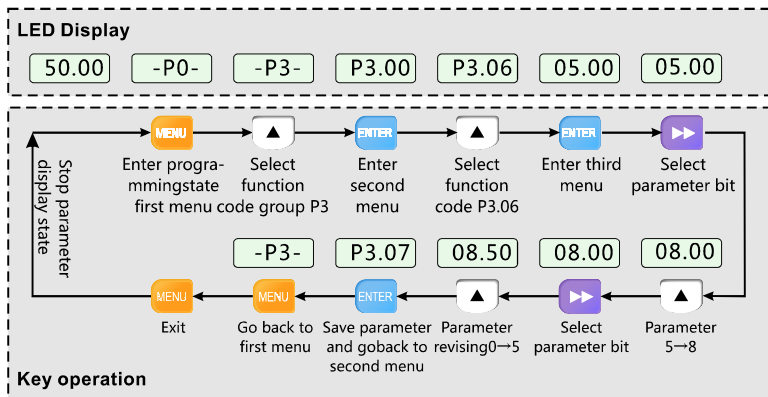 LED Display
50.00 -P0- -P3- P3.00 P3.06 05.00 05.00
MENU ENTER ENTER
Enter progra-
mmingstate
first menu
Select
function
code group P3
Enter
second
menu
Select
function
code P3.06
Enter third
menu
Select
parameter bit
Stop parameter
display state
-P3- P3.07 08.50 08.00 08.00
MENU MENU ENTER
Exit
Go back to
first menu
Save parameter
and goback to
second menu
Parameter
revising0→5
Select
parameter bit
Parameter
5→8
Key operation